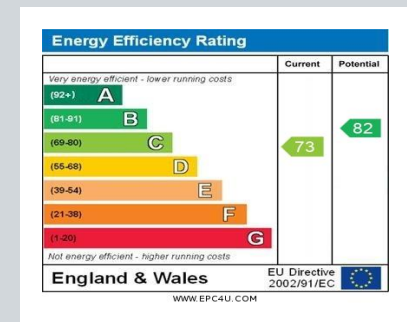 Energy Efficiency Rating
Current Potential
Very energy efficient - lower running costs
(92+) A
(81-91) B
82
(69-80) C
73
(55-68) D
(39-54) E
(21-38) F
(1-20) G
Not energy efficient - higher running costs
England & Wales
EU Directive
2002/91/EC
WWW.EPC4U.COM